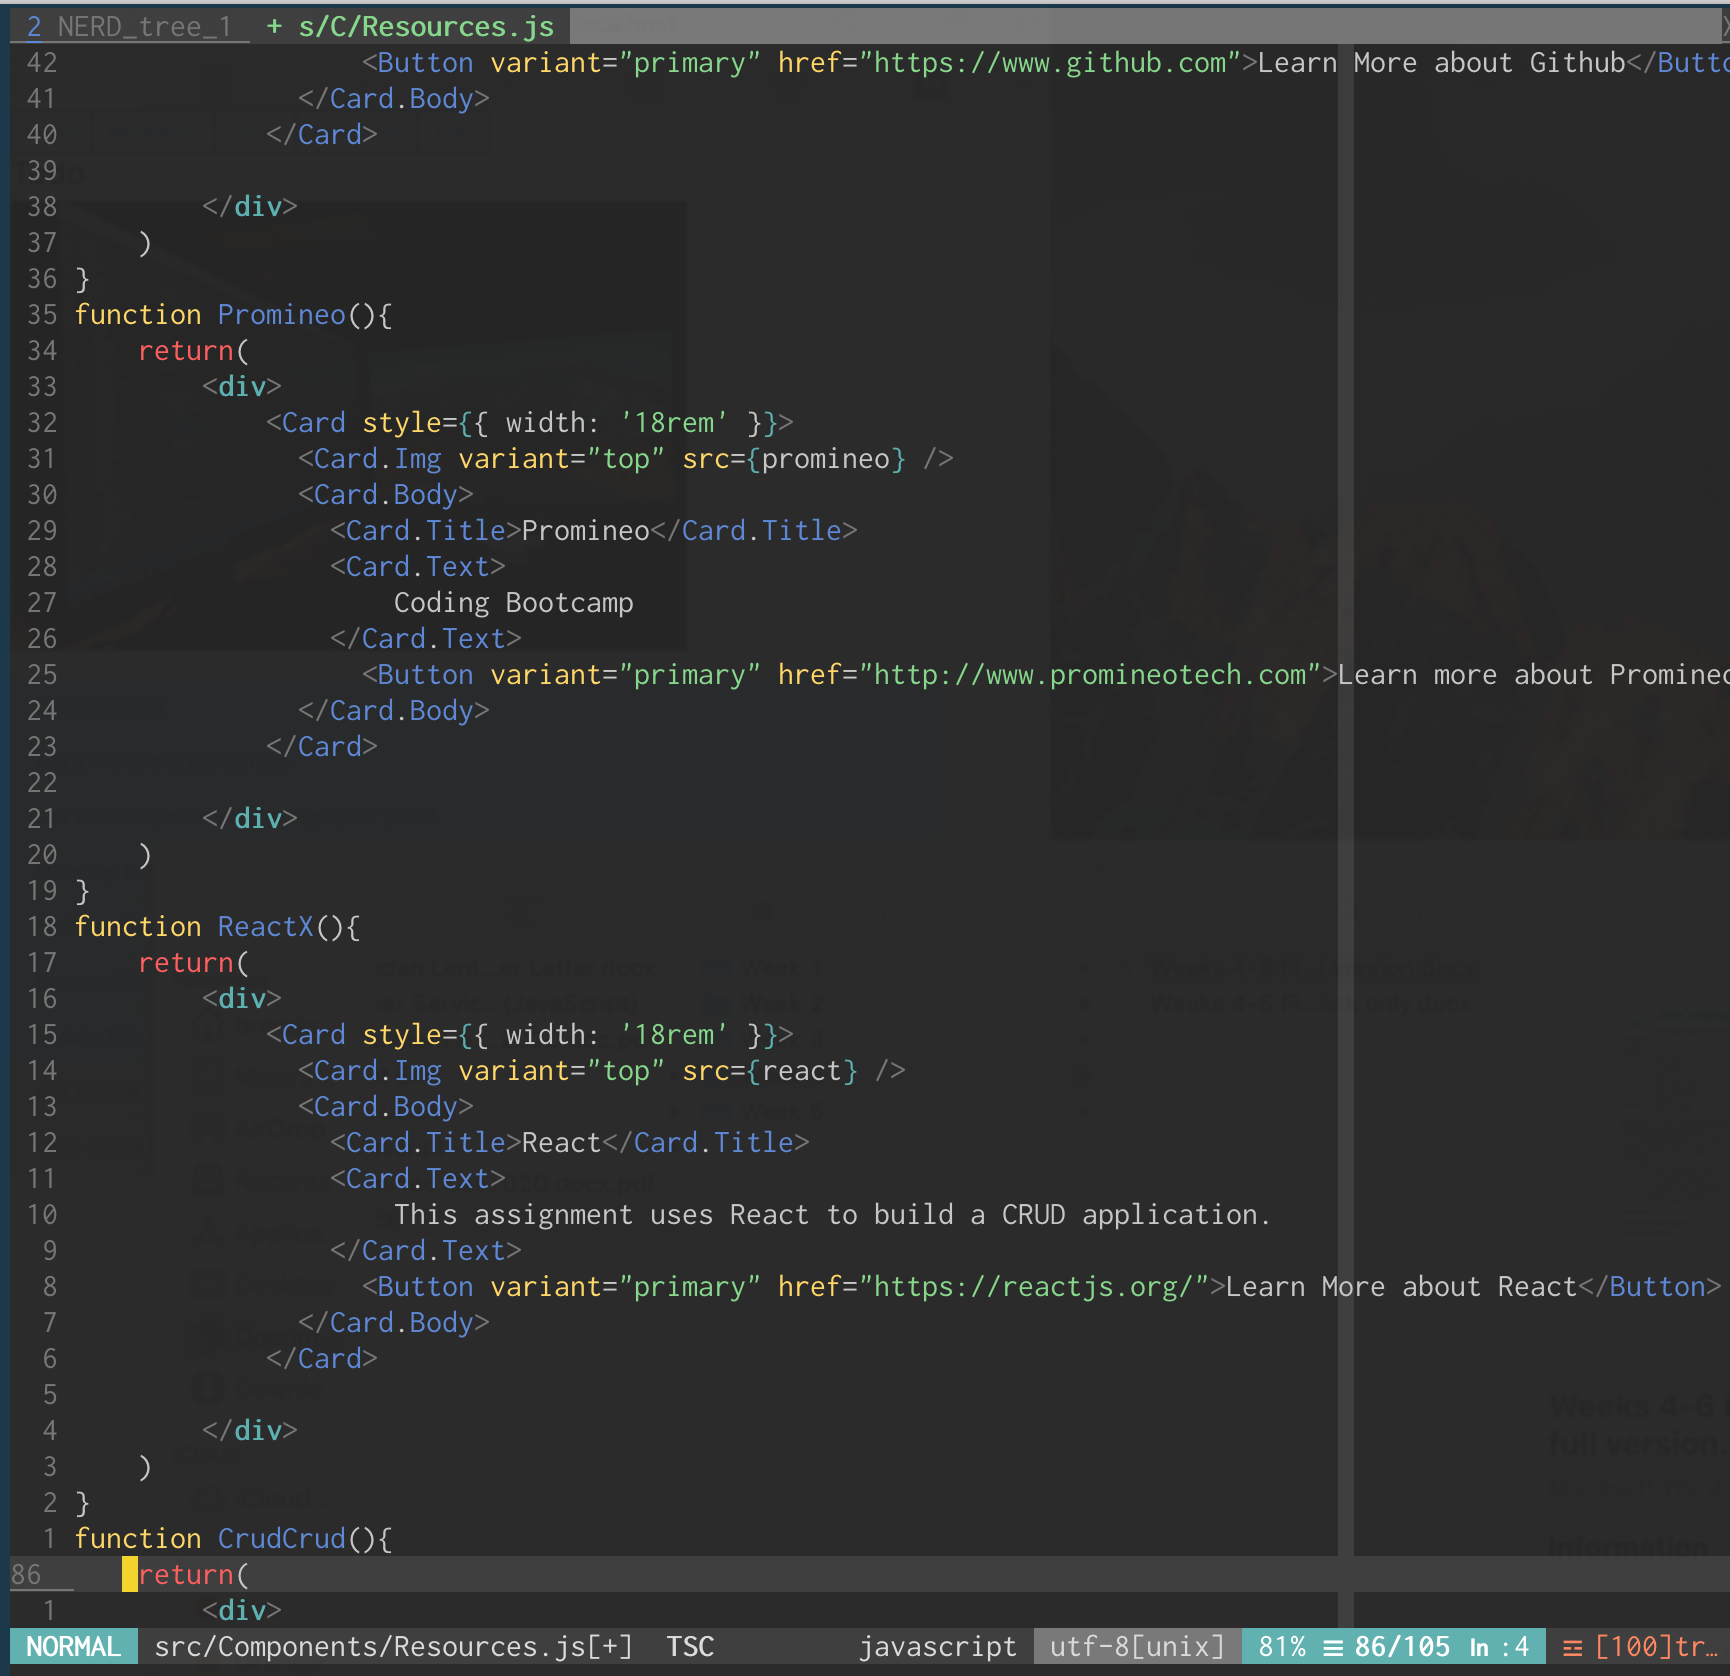 2 NERD_tree_1 + s/C/Resources.js
42 <Button variant="primary" href="https://www.github.com">Learn More about Github</Butto
41 </Card.Body>
40 </Card>
39
38 </div>
37 )
36 }
35 function Promineo(){
34 return(
33 <div>
32 <Card style={{ width: '18rem' }}>
31 <Card.Img variant="top" src={promineo} />
30 <Card.Body>
29 <Card.Title>Promineo</Card.Title>
28 <Card.Text>
27 Coding Bootcamp
26 </Card.Text>
25 <Button variant="primary" href="http://www.promineotech.com">Learn more about Promineo
24 </Card.Body>
23 </Card>
22
21 </div>
20 )
19 }
18 function ReactX(){
17 return(
16 <div>
15 <Card style={{ width: '18rem' }}>
14 <Card.Img variant="top" src={react} />
13 <Card.Body>
12 <Card.Title>React</Card.Title>
11 <Card.Text>
10 This assignment uses React to build a CRUD application.
9 </Card.Text>
8 <Button variant="primary" href="https://reactjs.org/">Learn More about React</Button>
7 </Card.Body>
6 </Card>
5
4 </div>
3 )
2 }
1 function CrudCrud(){
86 return(
1 <div>
NORMAL src/Components/Resources.js[+] TSC javascript utf-8[unix] 81% ☰ 86/105 ln :4 ☲ [100]tr…